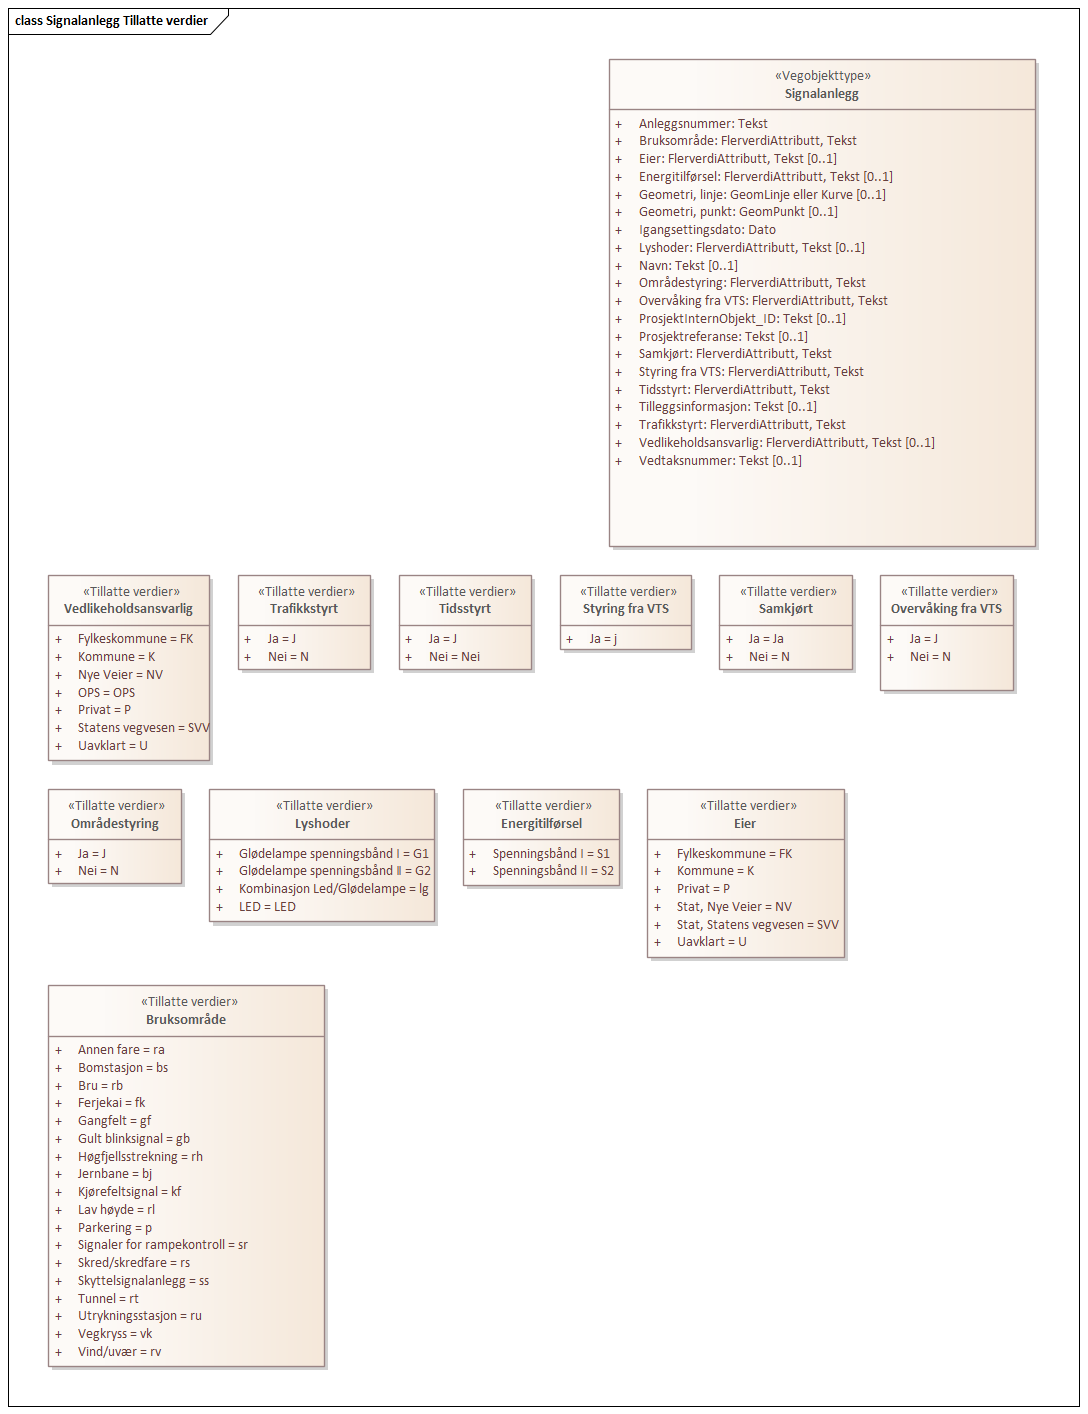 class Signalanlegg Tillatte verdier
«Vegobjekttype»
Signalanlegg
+ Anleggsnummer: Tekst
+ Bruksområde: FlerverdiAttributt, Tekst
+ Eier: FlerverdiAttributt, Tekst [0..1]
+ Energitilførsel: FlerverdiAttributt, Tekst [0..1]
+ Geometri, linje: GeomLinje eller Kurve [0..1]
+ Geometri, punkt: GeomPunkt [0..1]
+ Igangsettingsdato: Dato
+ Lyshoder: FlerverdiAttributt, Tekst [0..1]
+ Navn: Tekst [0..1]
+ Områdestyring: FlerverdiAttributt, Tekst
+ Overvåking fra VTS: FlerverdiAttributt, Tekst
+ ProsjektInternObjekt_ID: Tekst [0..1]
+ Prosjektreferanse: Tekst [0..1]
+ Samkjørt: FlerverdiAttributt, Tekst
+ Styring fra VTS: FlerverdiAttributt, Tekst
+ Tidsstyrt: FlerverdiAttributt, Tekst
+ Tilleggsinformasjon: Tekst [0..1]
+ Trafikkstyrt: FlerverdiAttributt, Tekst
+ Vedlikeholdsansvarlig: FlerverdiAttributt, Tekst [0..1]
+ Vedtaksnummer: Tekst [0..1]
«Tillatte verdier»
Vedlikeholdsansvarlig
+ Fylkeskommune = FK
+ Kommune = K
+ Nye Veier = NV
+ OPS = OPS
+ Privat = P
+ Statens vegvesen = SVV
+ Uavklart = U
«Tillatte verdier»
Trafikkstyrt
+ Ja = J
+ Nei = N
«Tillatte verdier»
Tidsstyrt
+ Ja = J
+ Nei = Nei
«Tillatte verdier»
Styring fra VTS
+ Ja = j
«Tillatte verdier»
Samkjørt
+ Ja = Ja
+ Nei = N
«Tillatte verdier»
Overvåking fra VTS
+ Ja = J
+ Nei = N
«Tillatte verdier»
Områdestyring
+ Ja = J
+ Nei = N
«Tillatte verdier»
Lyshoder
+ Glødelampe spenningsbånd I = G1
+ Glødelampe spenningsbånd II = G2
+ Kombinasjon Led/Glødelampe = lg
+ LED = LED
«Tillatte verdier»
Energitilførsel
+ Spenningsbånd I = S1
+ Spenningsbånd II = S2
«Tillatte verdier»
Eier
+ Fylkeskommune = FK
+ Kommune = K
+ Privat = P
+ Stat, Nye Veier = NV
+ Stat, Statens vegvesen = SVV
+ Uavklart = U
«Tillatte verdier»
Bruksområde
+ Annen fare = ra
+ Bomstasjon = bs
+ Bru = rb
+ Ferjekai = fk
+ Gangfelt = gf
+ Gult blinksignal = gb
+ Høgfjellsstrekning = rh
+ Jernbane = bj
+ Kjørefeltsignal = kf
+ Lav høyde = rl
+ Parkering = p
+ Signaler for rampekontroll = sr
+ Skred/skredfare = rs
+ Skyttelsignalanlegg = ss
+ Tunnel = rt
+ Utrykningsstasjon = ru
+ Vegkryss = vk
+ Vind/uvær = rv